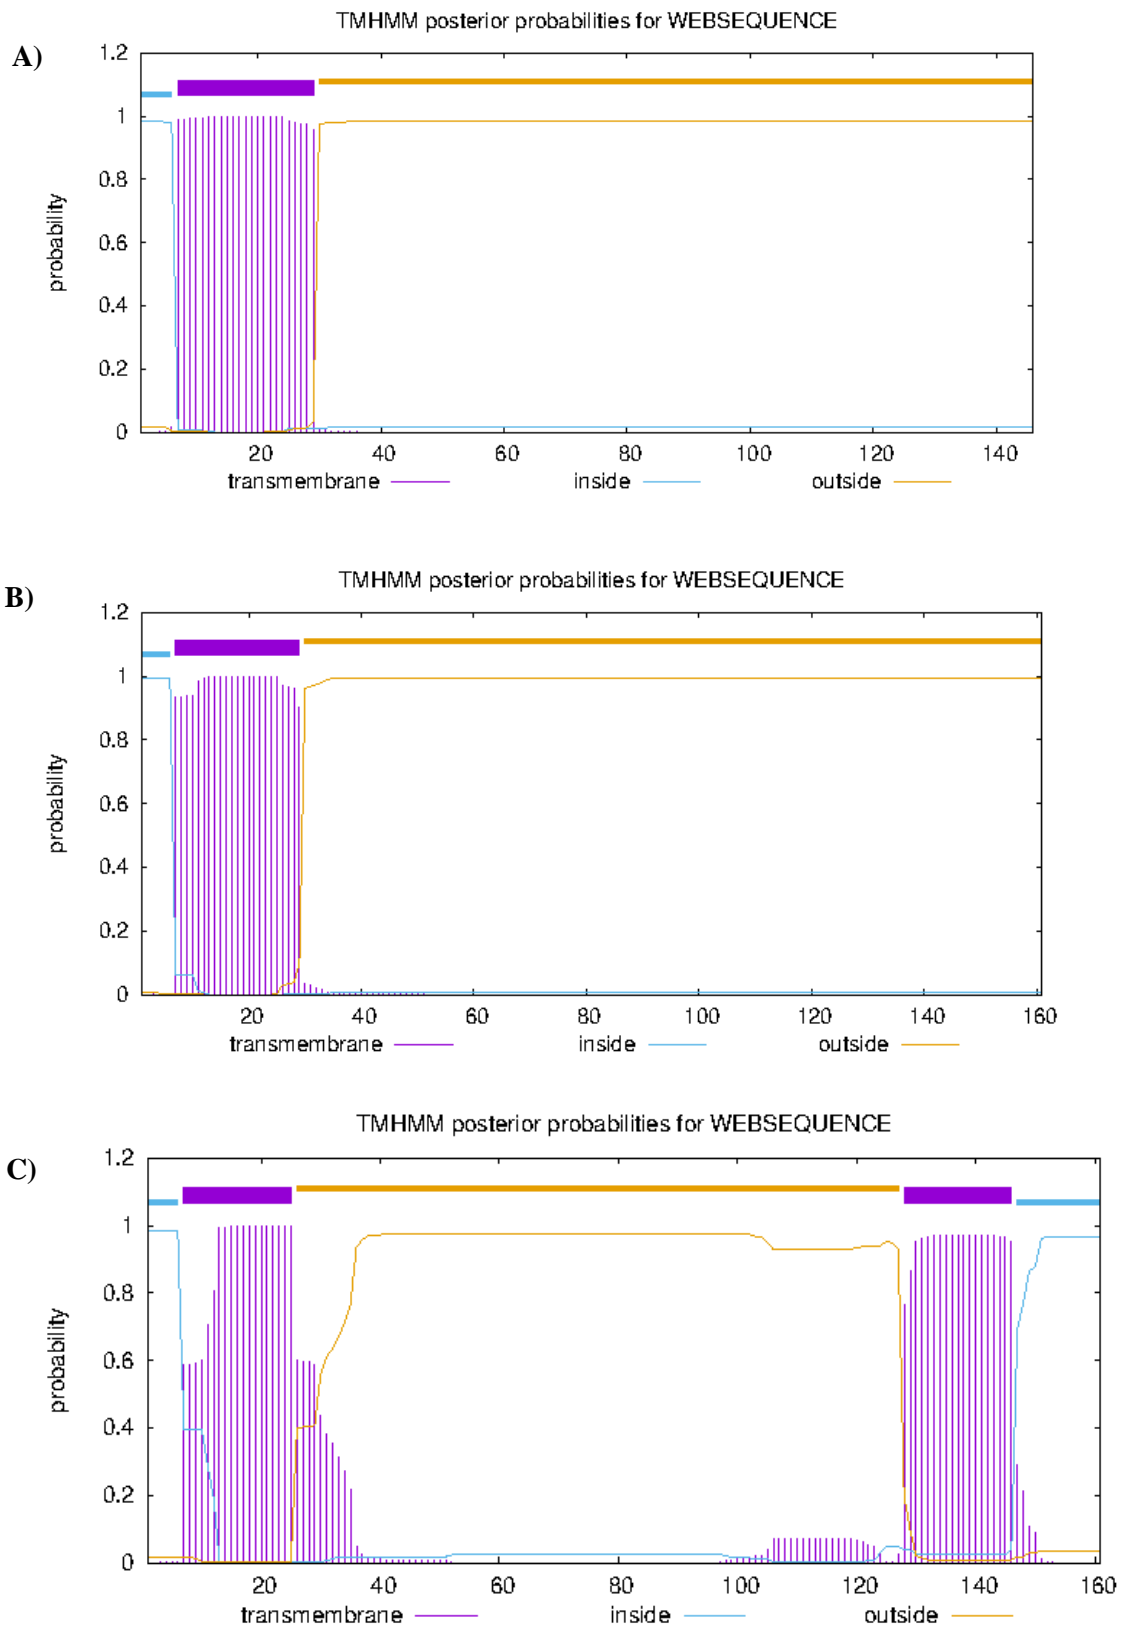 TMHMM posterior probabilities for WEBSEQUENCE
A)
1.2
1
0.8
0.6
0.4
0.2
0
probability
20 40 60 80 100 120 140
transmembrane inside outside
TMHMM posterior probabilities for WEBSEQUENCE
B)
1.2
1
0.8
0.6
0.4
0.2
0
probability
20 40 60 80 100 120 140 160
transmembrane inside outside
TMHMM posterior probabilities for WEBSEQUENCE
C)
1.2
1
0.8
0.6
0.4
0.2
0
probability
20 40 60 80 100 120 140 160
transmembrane inside outside